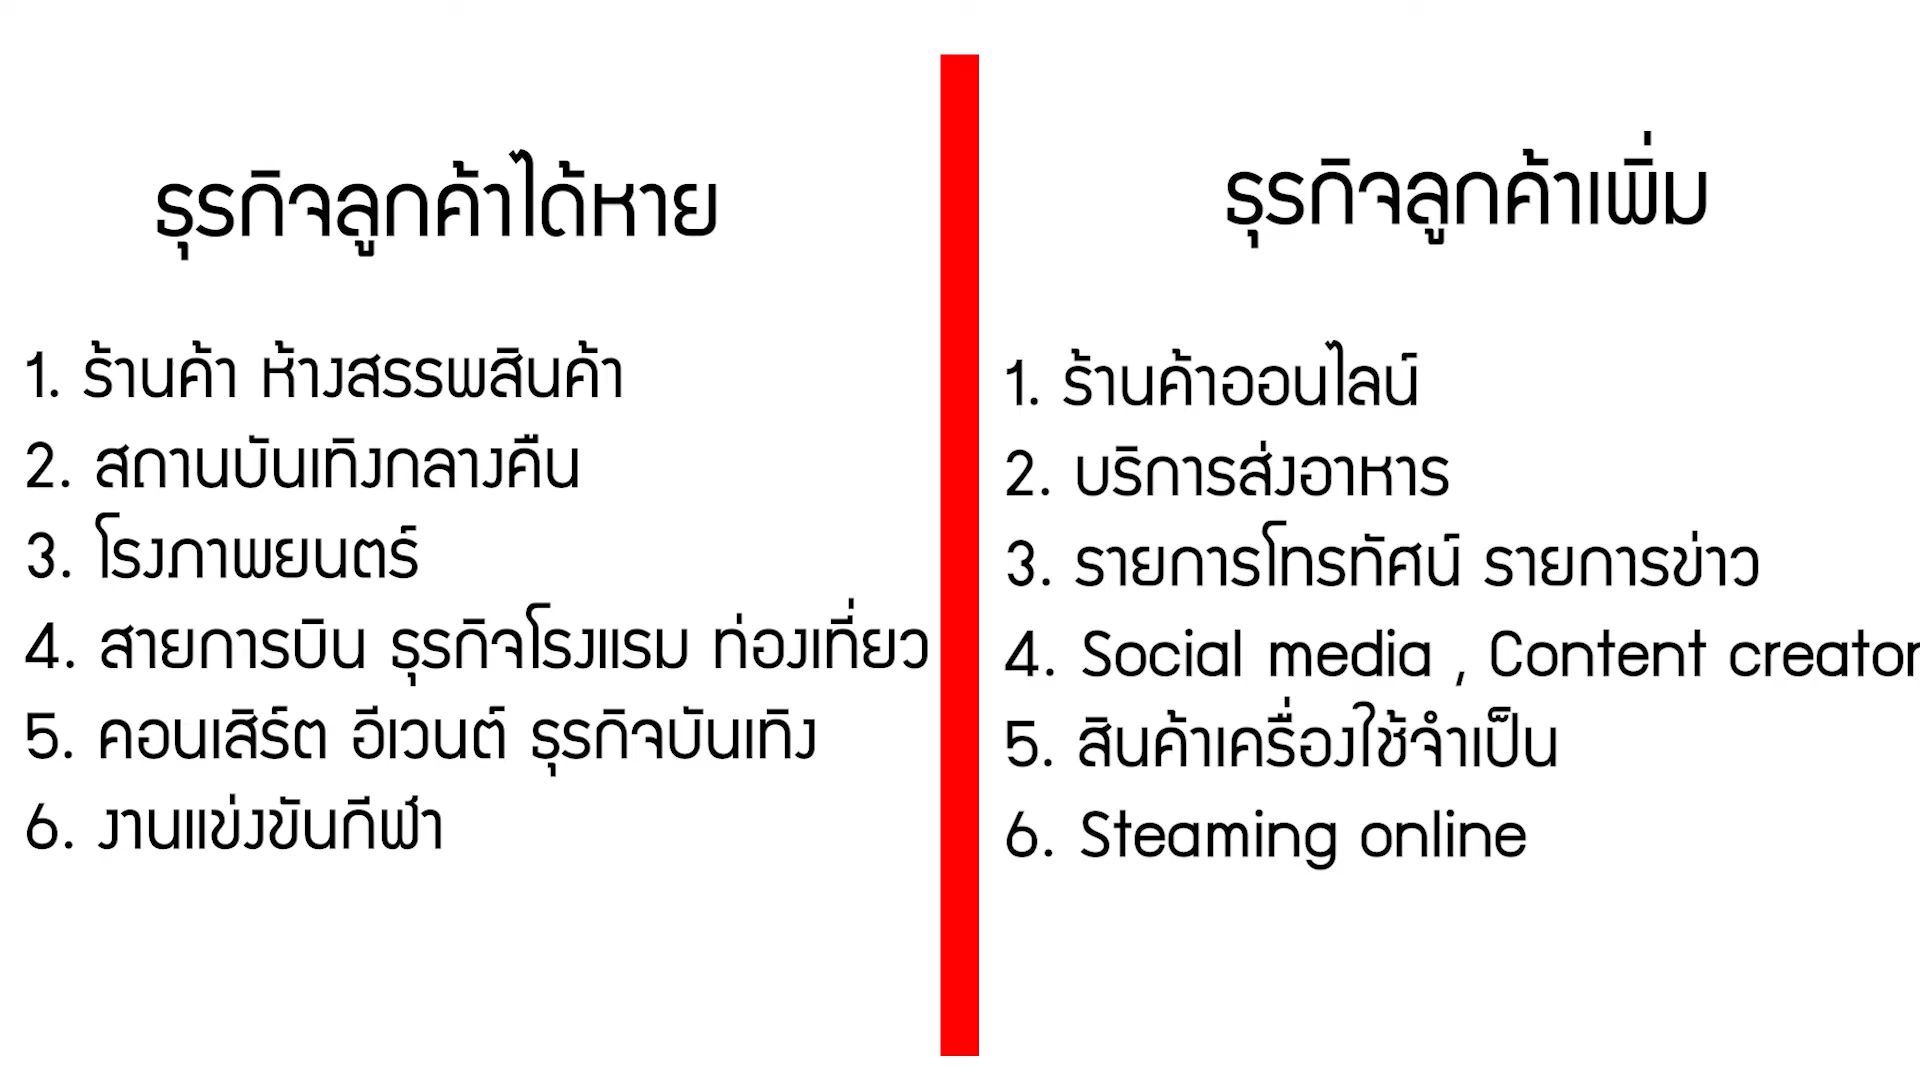 ธุรกิจลูกค้าได้หาย
1. ร้านค้า ห้างสรรพสินค้า
2. สถานบันเทิงกลางคืน
3. โรงภาพยนตร์
4. สายการบิน ธุรกิจโรงแรม ท่องเที่ยว
5. คอนเสิร์ต อีเวนต์ ธุรกิจบันเทิง
6. งานแข่งขันกีฬา
ธุรกิจลูกค้าเพิ่ม
1. ร้านค้าออนไลน์
2. บริการส่งอาหาร
3. รายการโทรทัศน์ รายการข่าว
4. Social media , Content creator
5. สินค้าเครื่องใช้จำเป็น
6. Steaming online